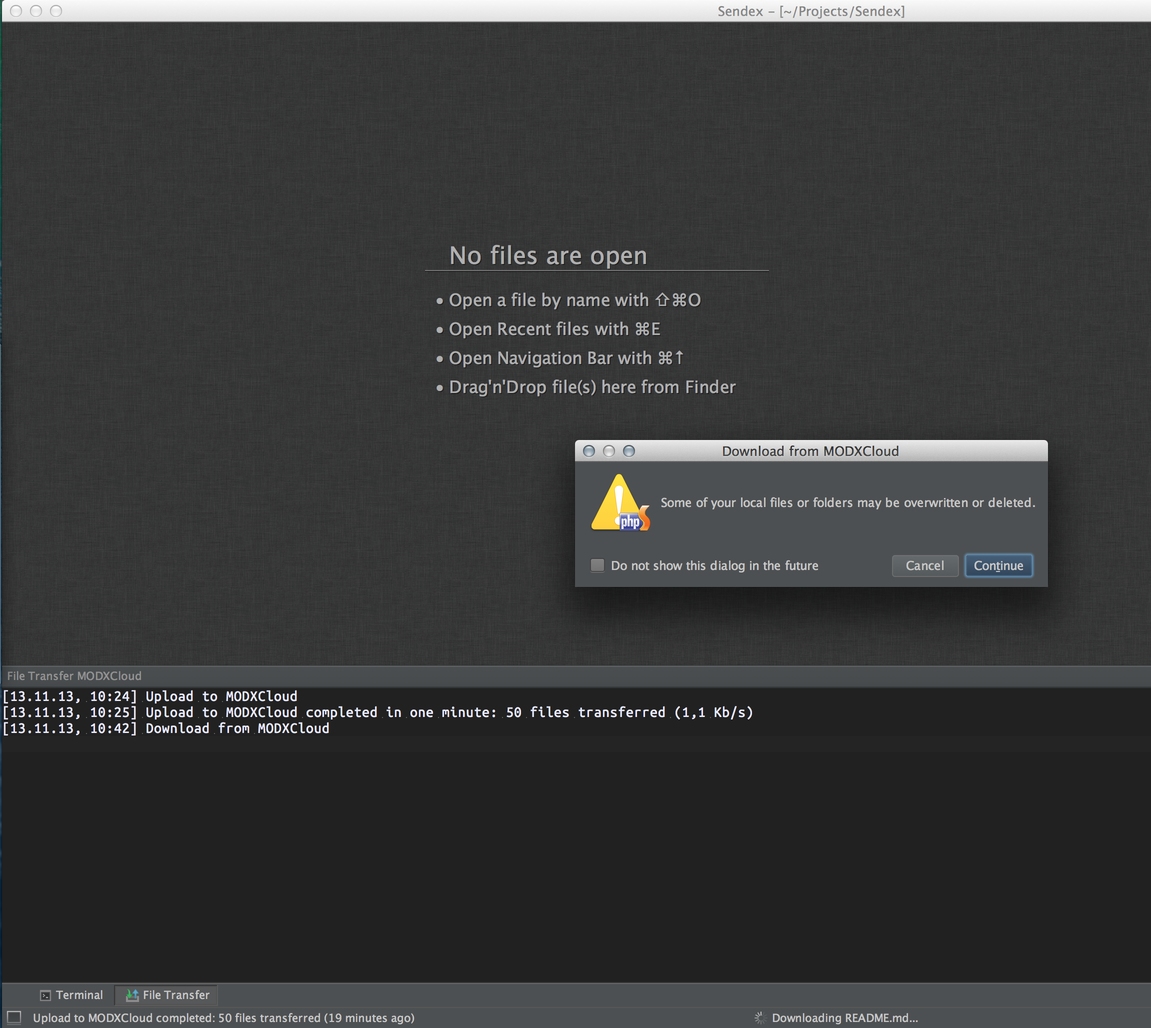 Sendex – [~/Projects/Sendex]
No files are open
• Open a file by name with ⇧⌘O
• Open Recent files with ⌘E
• Open Navigation Bar with ⌘↑
• Drag'n'Drop file(s) here from Finder
Download from MODXCloud
Some of your local files or folders may be overwritten or deleted.
php
Do not show this dialog in the future
Cancel
Continue
File Transfer MODXCloud
[13.11.13, 10:24] Upload to MODXCloud
[13.11.13, 10:25] Upload to MODXCloud completed in one minute: 50 files transferred (1,1 Kb/s)
[13.11.13, 10:42] Download from MODXCloud
Terminal
File Transfer
Upload to MODXCloud completed: 50 files transferred (19 minutes ago)
Downloading README.md...